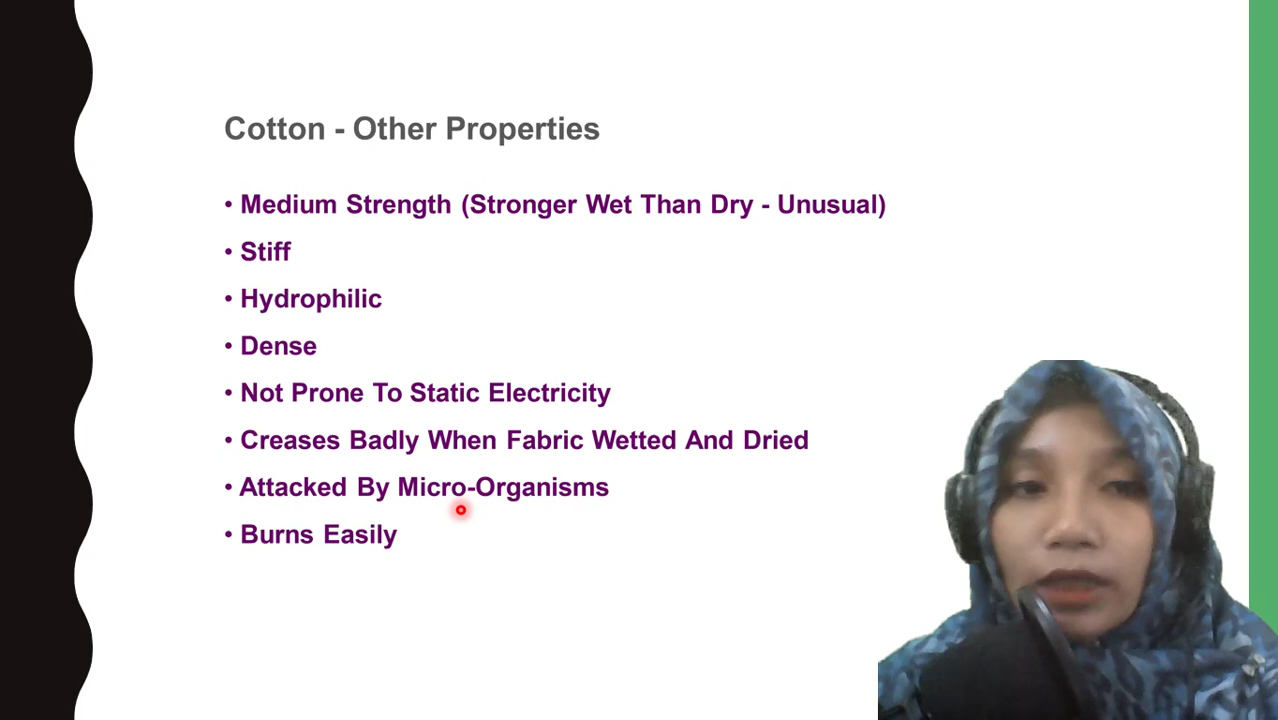 Cotton - Other Properties
• Medium Strength (Stronger Wet Than Dry - Unusual)
• Stiff
• Hydrophilic
• Dense
• Not Prone To Static Electricity
• Creases Badly When Fabric Wetted And Dried
• Attacked By Micro-Organisms
• Burns Easily